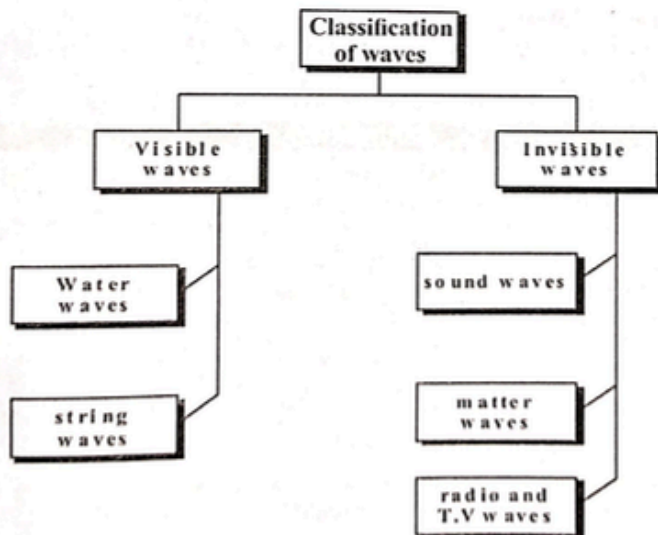 Classification
of waves
Visible
waves
Invisible
waves
Water
waves
sound waves
string
waves
matter
waves
radio and
T.V waves